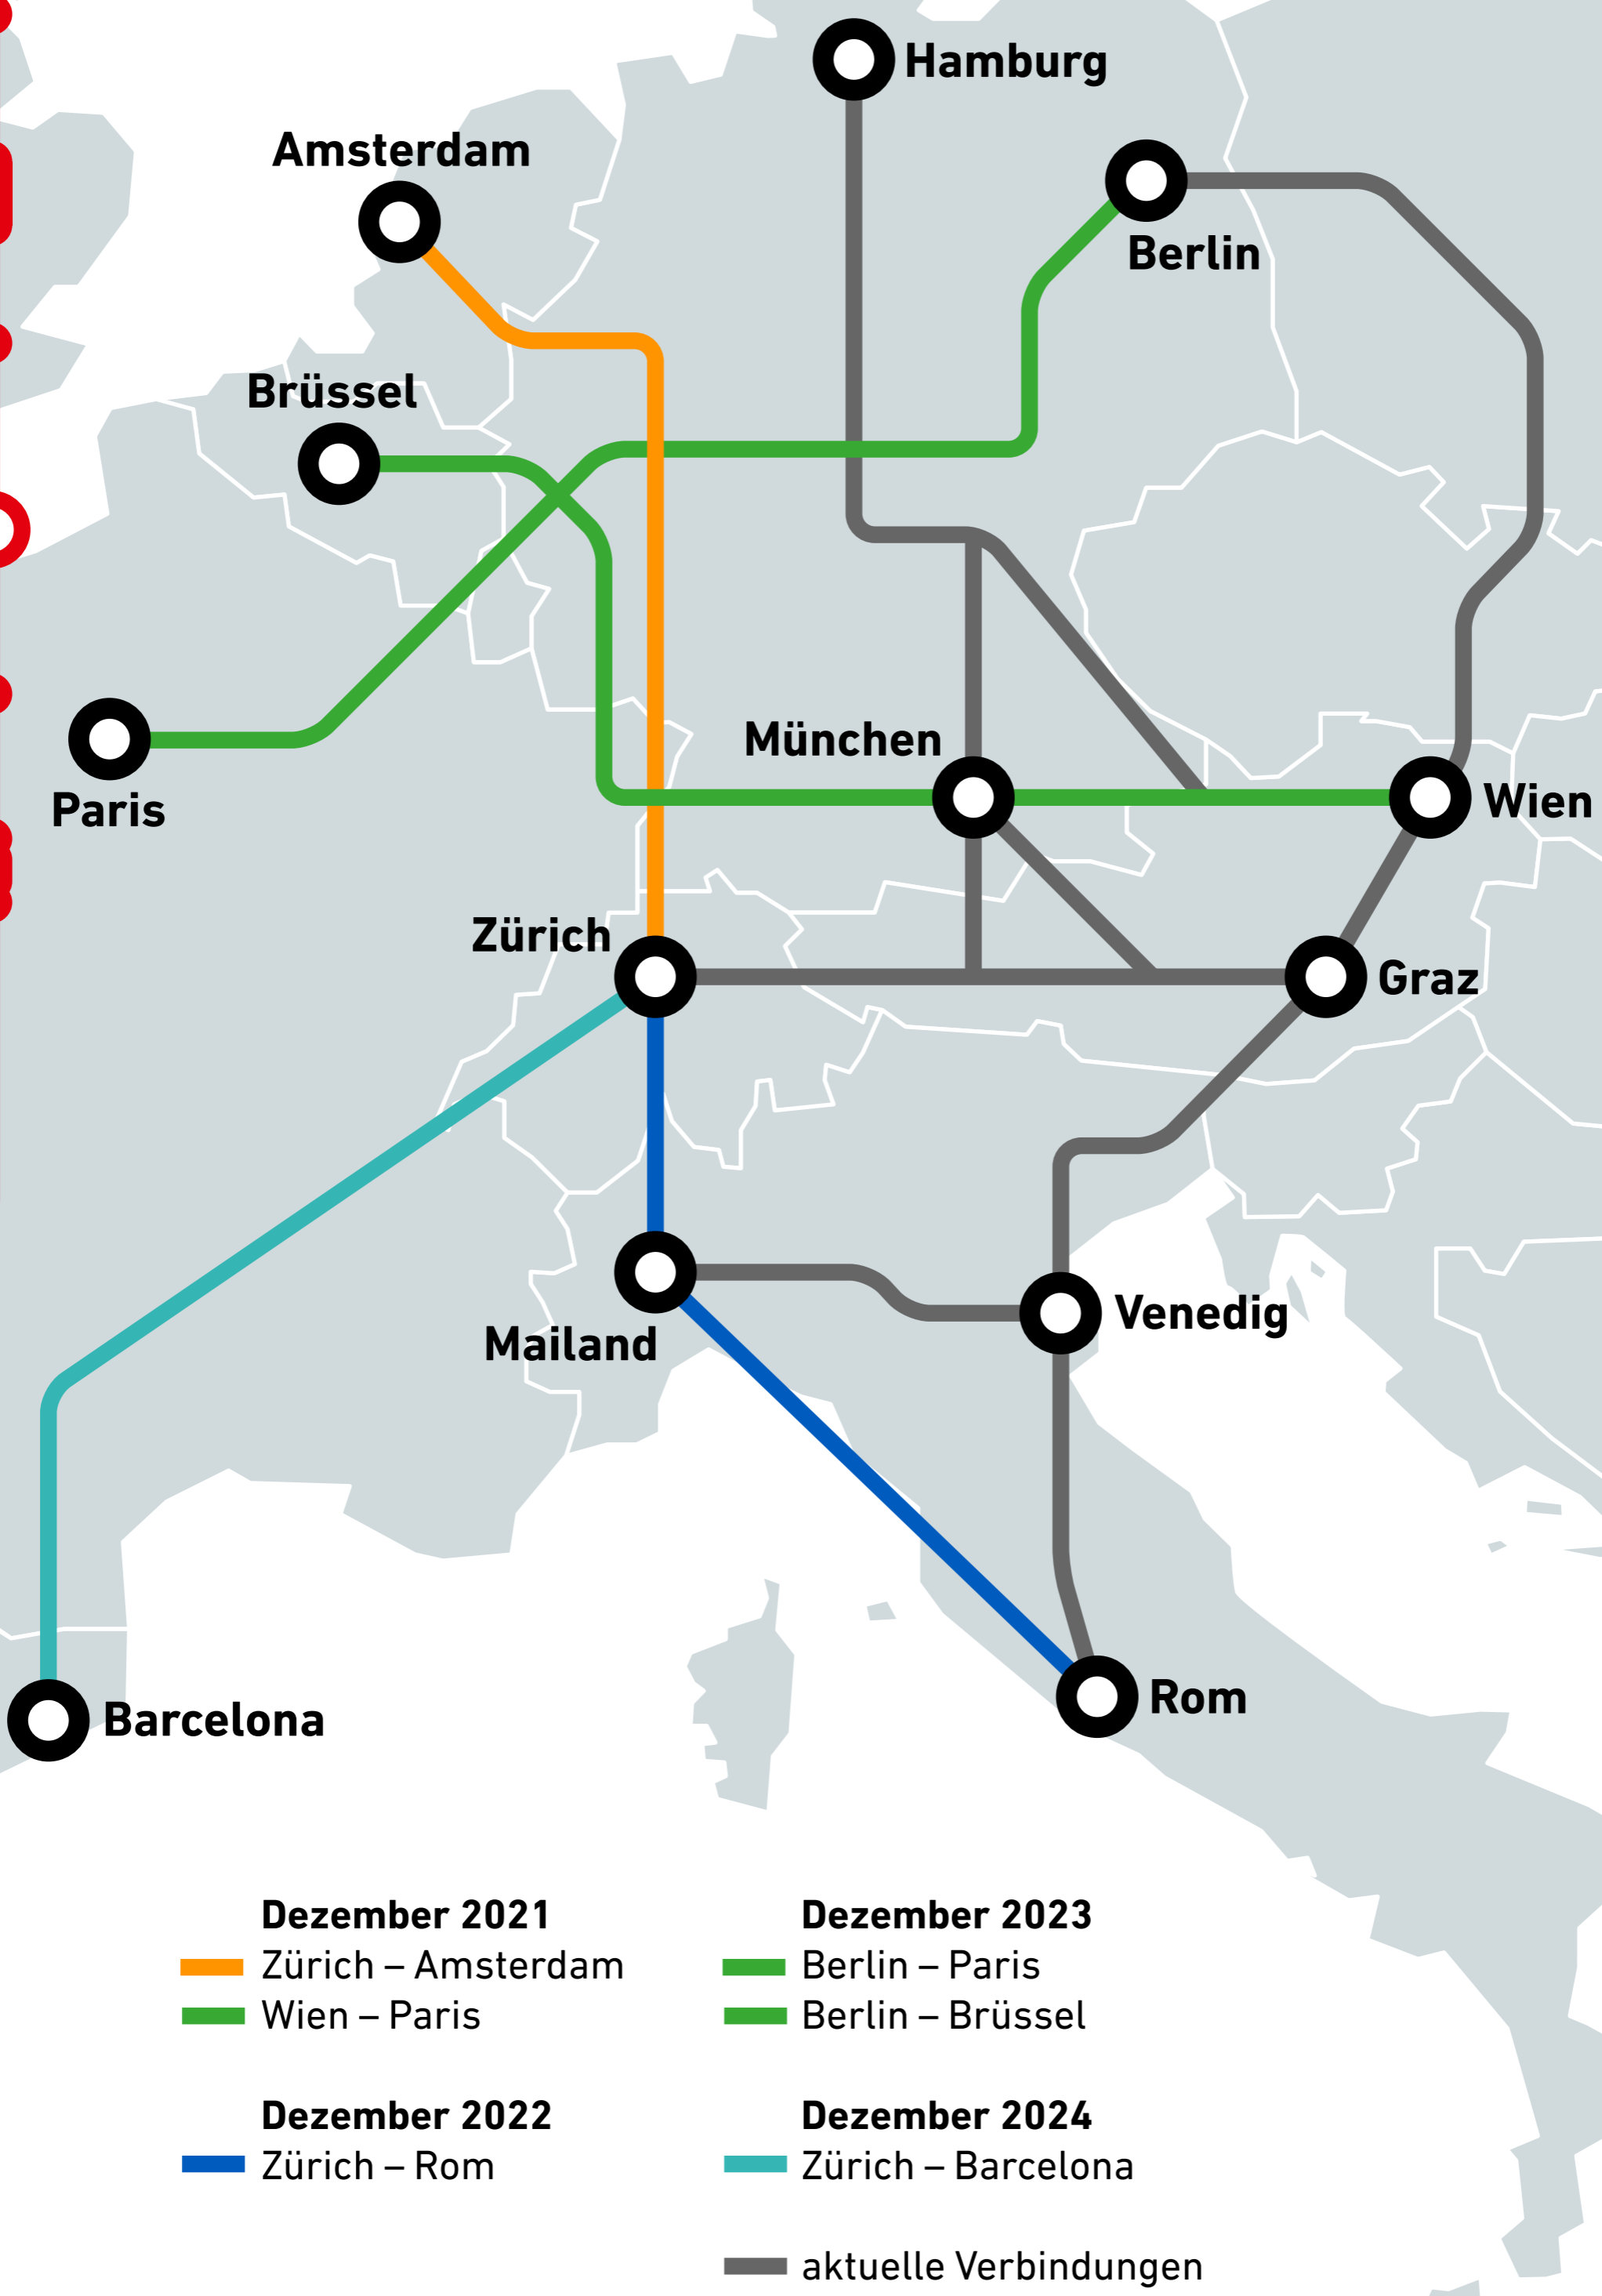 Hamburg
Amsterdam
Berlin
Brüssel
München
Paris
Wien
Zürich
Graz
Mailand
Venedig
Rom
Barcelona
Dezember 2021
Zürich – Amsterdam
Wien – Paris
Dezember 2022
Zürich – Rom
Dezember 2023
Berlin – Paris
Berlin – Brüssel
Dezember 2024
Zürich – Barcelona
aktuelle Verbindungen